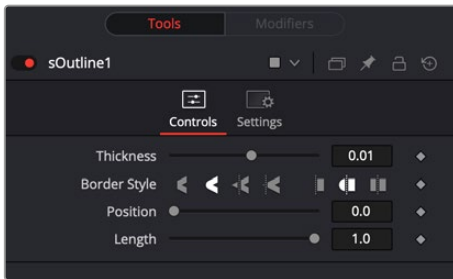 Tools Modifiers
sOutline1
Controls Settings
Thickness 0.01
Border Style
Position 0.0
Length 1.0